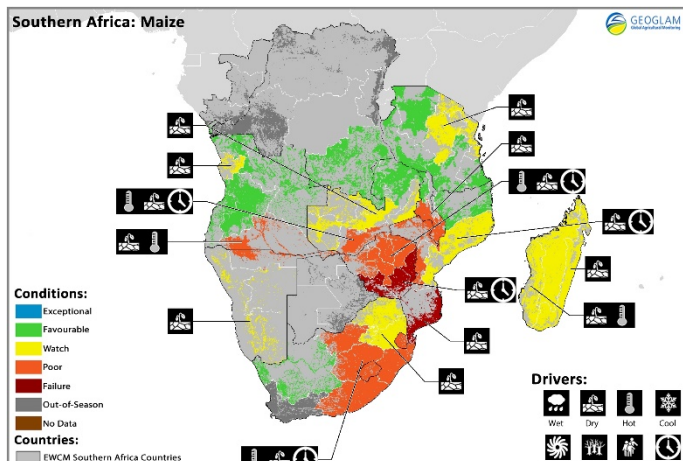 Southern Africa: Maize
GEOGLAM
Global Agricultural Monitoring
Conditions:
Exceptional
Favourable
Watch
Poor
Failure
Out-of-Season
No Data
Countries:
EWCM Southern Africa Countries
Drivers:
Wet
Dry
Hot
Cool